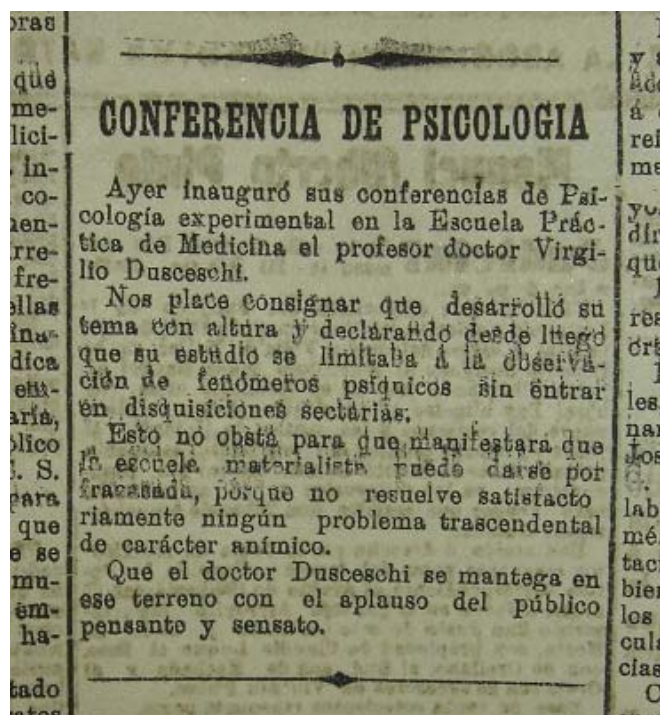 CONFERENCIA DE PSICOLOGIA
Ayer inauguró sus conferencias de Psi-
cología experimental en la Escuela Prác-
tica de Medicina el profesor doctor Virgi-
lio Dusceschi.
Nos place consignar que desarrolló su
tema con altura y declarando desde luego
que su estudio se limitaba á la observa-
ción de fenómeros psíquicos sin entrar
en disquisiciones sectarias.
Esto no obstá para que manifestara que
la escuela materialista puede darse por
fracasada, porque no resuelve satisfacto
riamente ningún problema trascendental
de carácter anímico.
Que el doctor Dusceschi se mantega en
ese terreno con el aplauso del público
pensante y sensato.